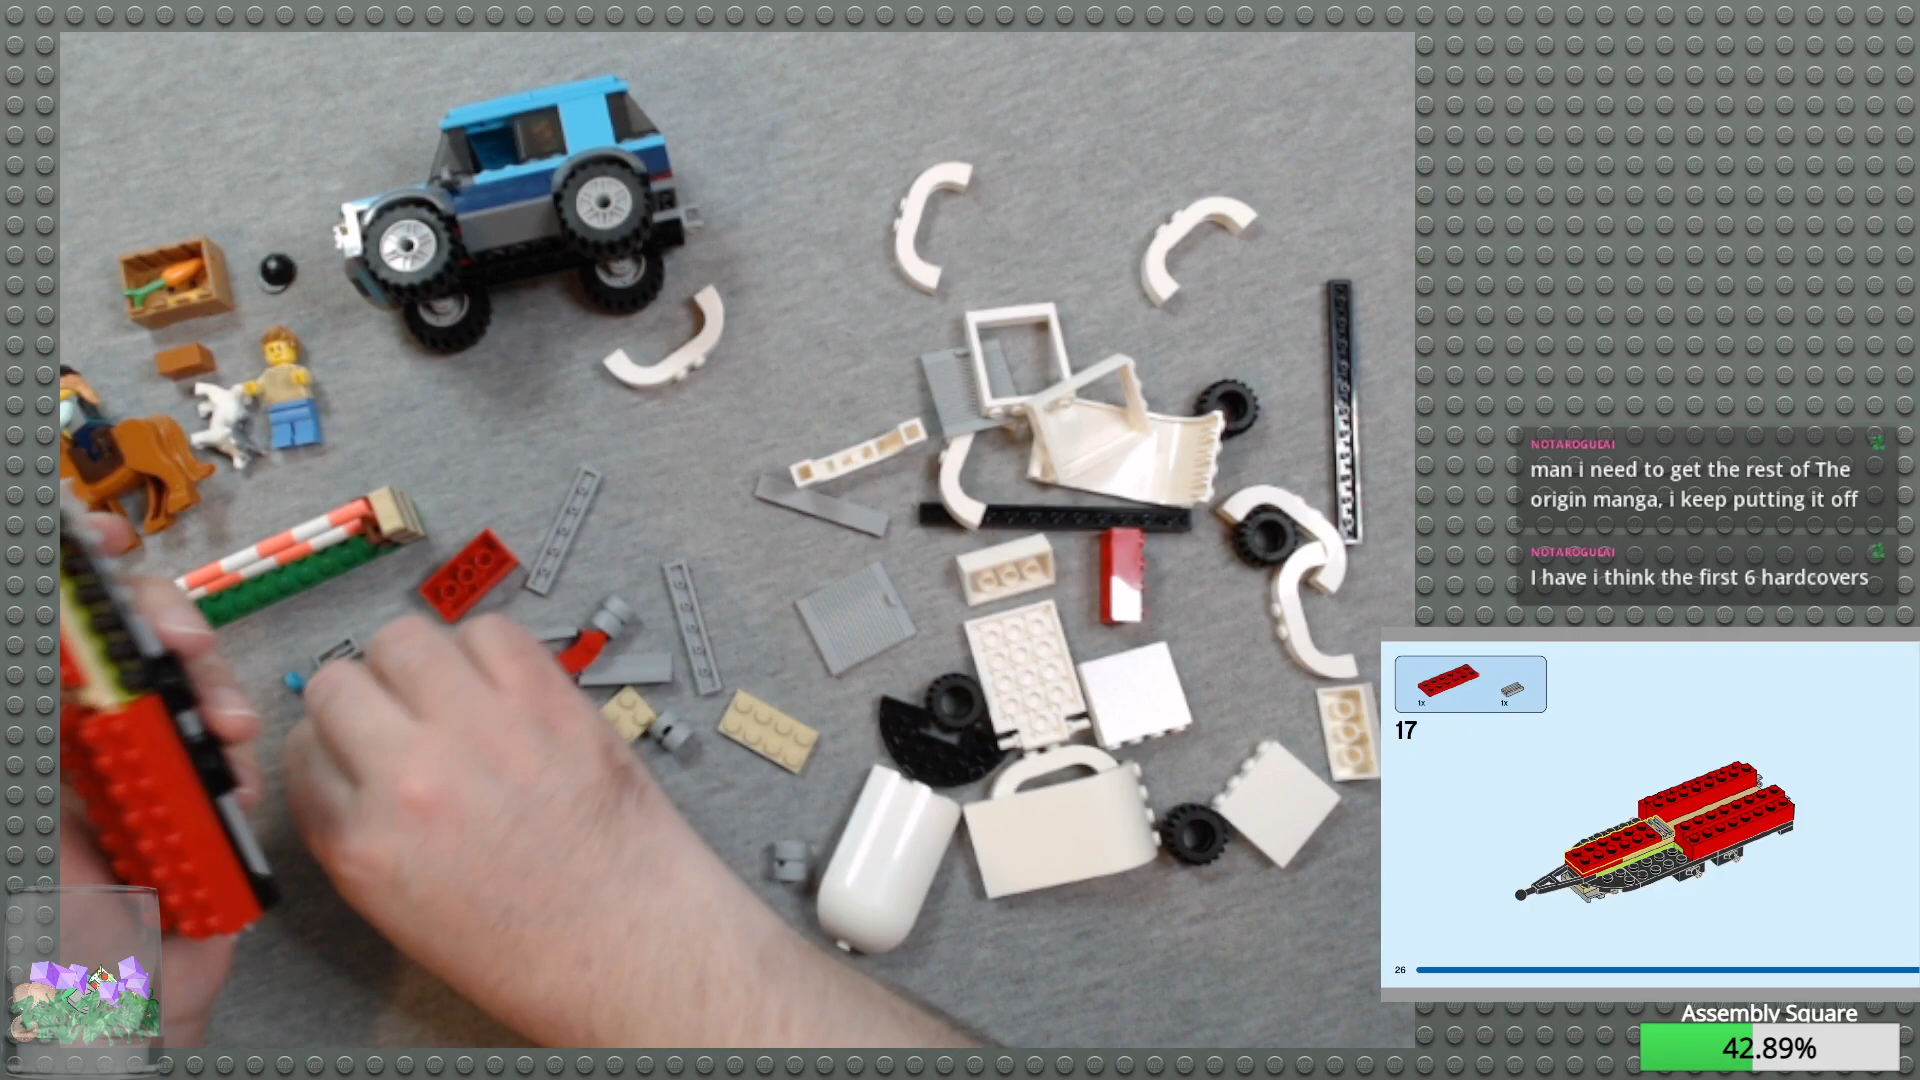 NOTAROGUEAI
man i need to get the rest of The
origin manga, i keep putting it off
NOTAROGUEAI
I have i think the first 6 hardcovers
1x 1x
17
26
Assembly Square
42.89%